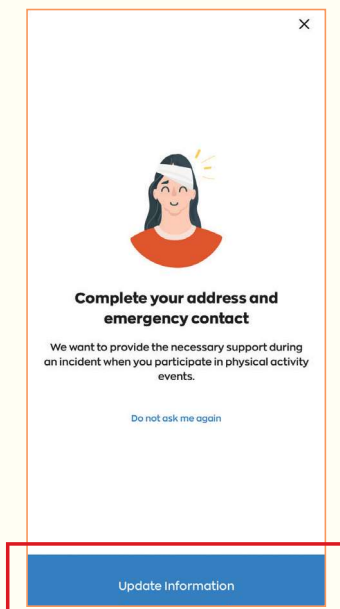 Complete your address and
emergency contact
We want to provide the necessary support during
an incident when you participate in physical activity
events.
Do not ask me again
Update Information